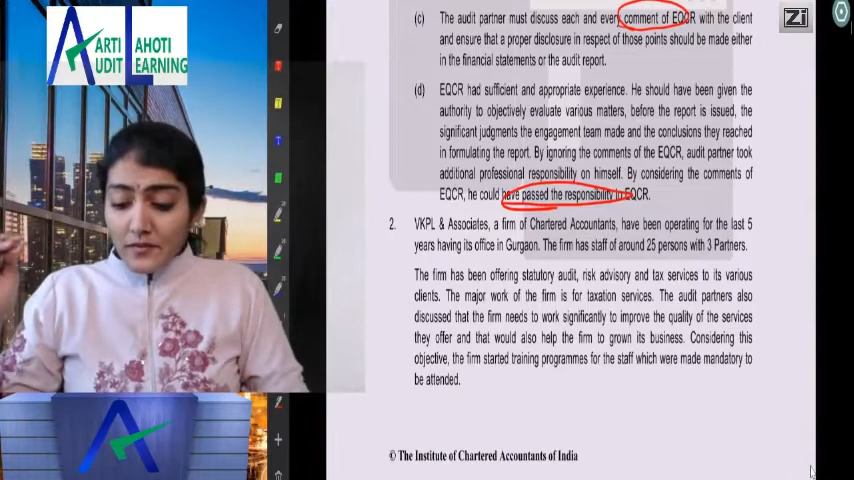 ARTI LAHOTI
AUDIT LEARNING
Zi
(c) The audit partner must discuss each and every comment of EQCR with the client
and ensure that a proper disclosure in respect of those points should be made either
in the financial statements or the audit report.
(d) EQCR had sufficient and appropriate experience. He should have been given the
authority to objectively evaluate various matters, before the report is issued, the
significant judgments the engagement team made and the conclusions they reached
in formulating the report. By ignoring the comments of the EQCR, audit partner took
additional professional responsibility on himself. By considering the comments of
EQCR, he could have passed the responsibility to EQCR.
2. VKPL & Associates, a firm of Chartered Accountants, have been operating for the last 5
years having its office in Gurgaon. The firm has staff of around 25 persons with 3 Partners.
The firm has been offering statutory audit, risk advisory and tax services to its various
clients. The major work of the firm is for taxation services. The audit partners also
discussed that the firm needs to work significantly to improve the quality of the services
they offer and that would also help the firm to grown its business. Considering this
objective, the firm started training programmes for the staff which were made mandatory to
be attended.
© The Institute of Chartered Accountants of India